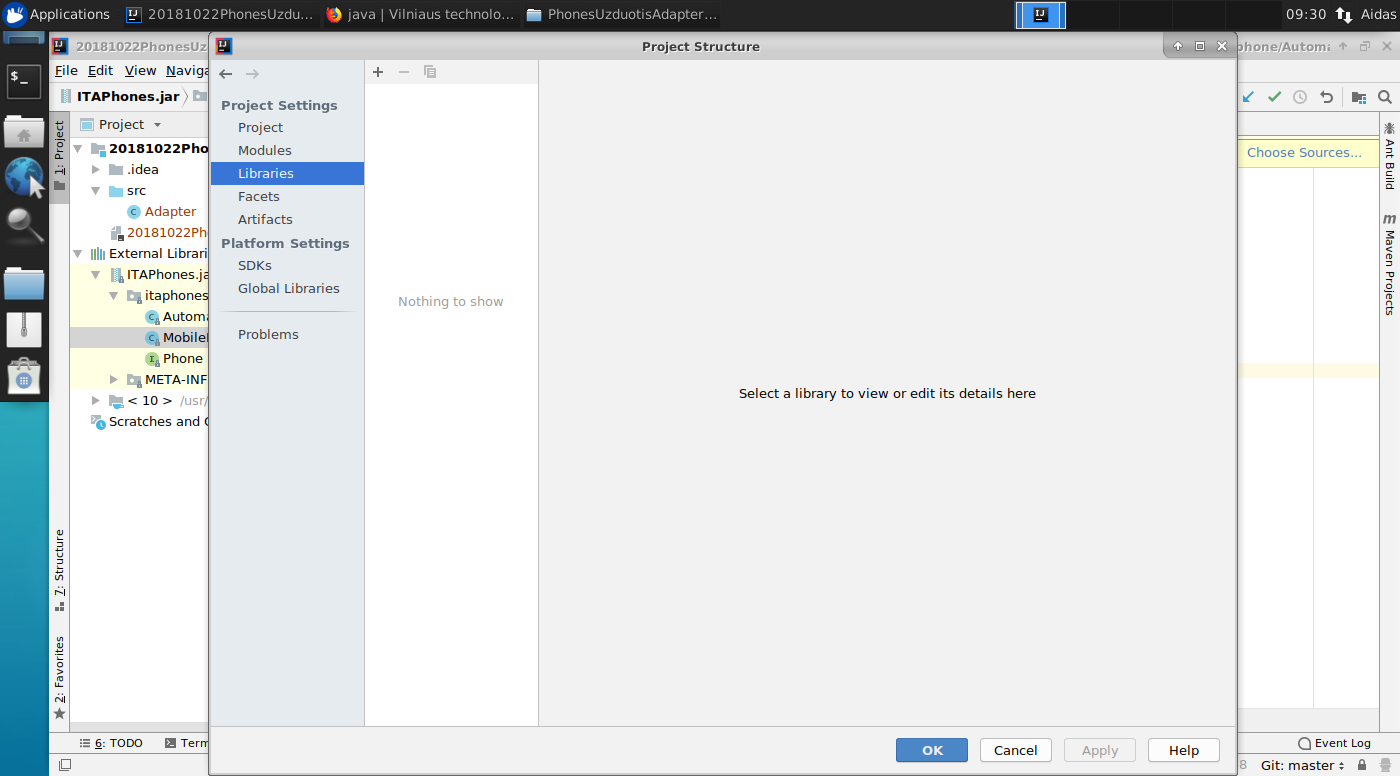 Applications
20181022PhonesUzdu...
java | Vilniaus technolo...
PhonesUzduotisAdapter...
09:30
Aidas
20181022PhonesUz
Project Structure
phone/Autom
File Edit View Naviga
ITAPhones.jar
Project
1: Project
20181022Pho
.idea
src
Adapter
20181022Ph
External Librari
ITAPhones.ja
itaphones
Automa
Mobile
Phone
META-INF
< 10 > /usr/
Scratches and C
7: Structure
2: Favorites
Project Settings
Project
Modules
Libraries
Facets
Artifacts
Platform Settings
SDKs
Global Libraries
Problems
Nothing to show
Select a library to view or edit its details here
Choose Sources...
Ant Build
m
Maven Projects
OK
Cancel
Apply
Help
6: TODO
Term
Event Log
8
Git: master